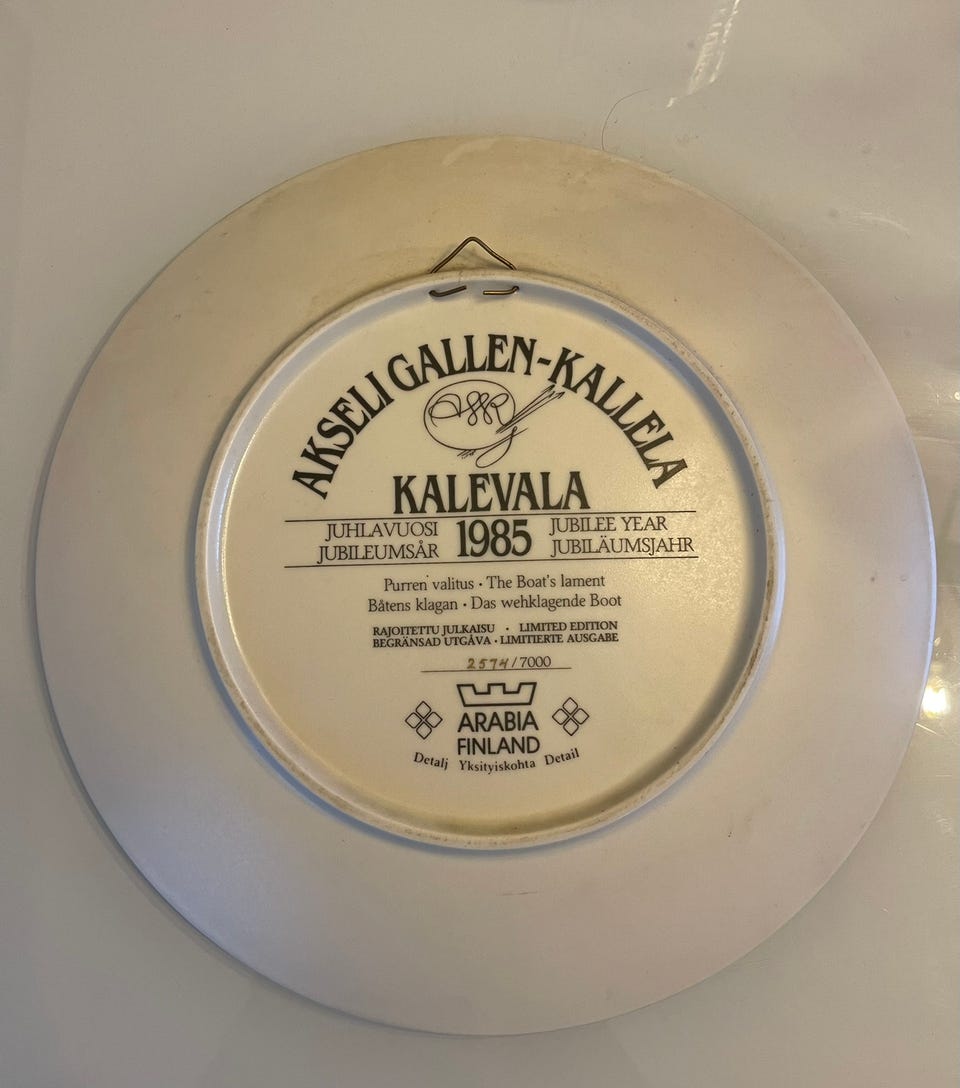 AKSELI GALLEN-KALLELA
KALEVALA
JUHLAVUOSI 1985 JUBILEE YEAR
JUBILEUMSÅR JUBILÄUMSJAHR
Purren valitus · The Boat's lament
Båtens klagan · Das wehklagende Boot
RAJOITETTU JULKAISU · LIMITED EDITION
BEGRÄNSAD UTGÅVA · LIMITIERTE AUSGABE
2574/7000
ARABIA
FINLAND
Detalj Yksityiskohta Detail